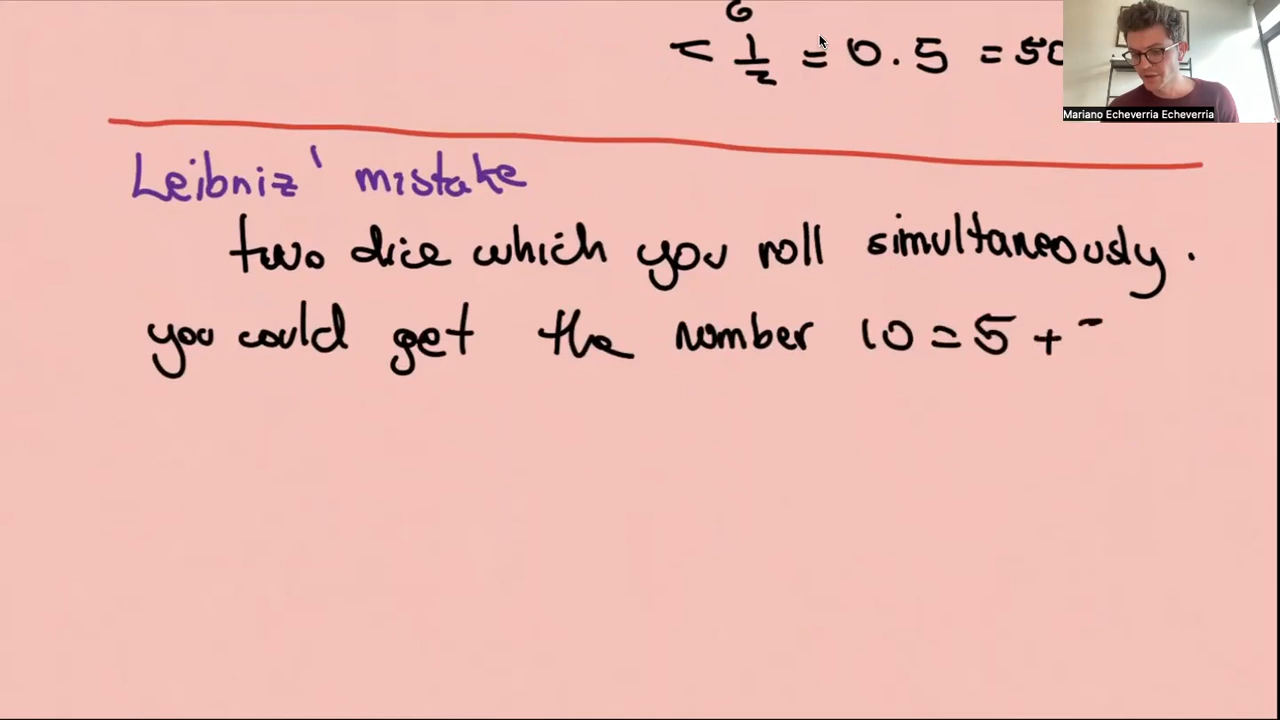 6
< 1/2 = 0.5 = 50
Mariano Echeverria Echeverria
Leibniz' mistake
two dice which you roll simultaneously.
you could get the number 10 = 5 +